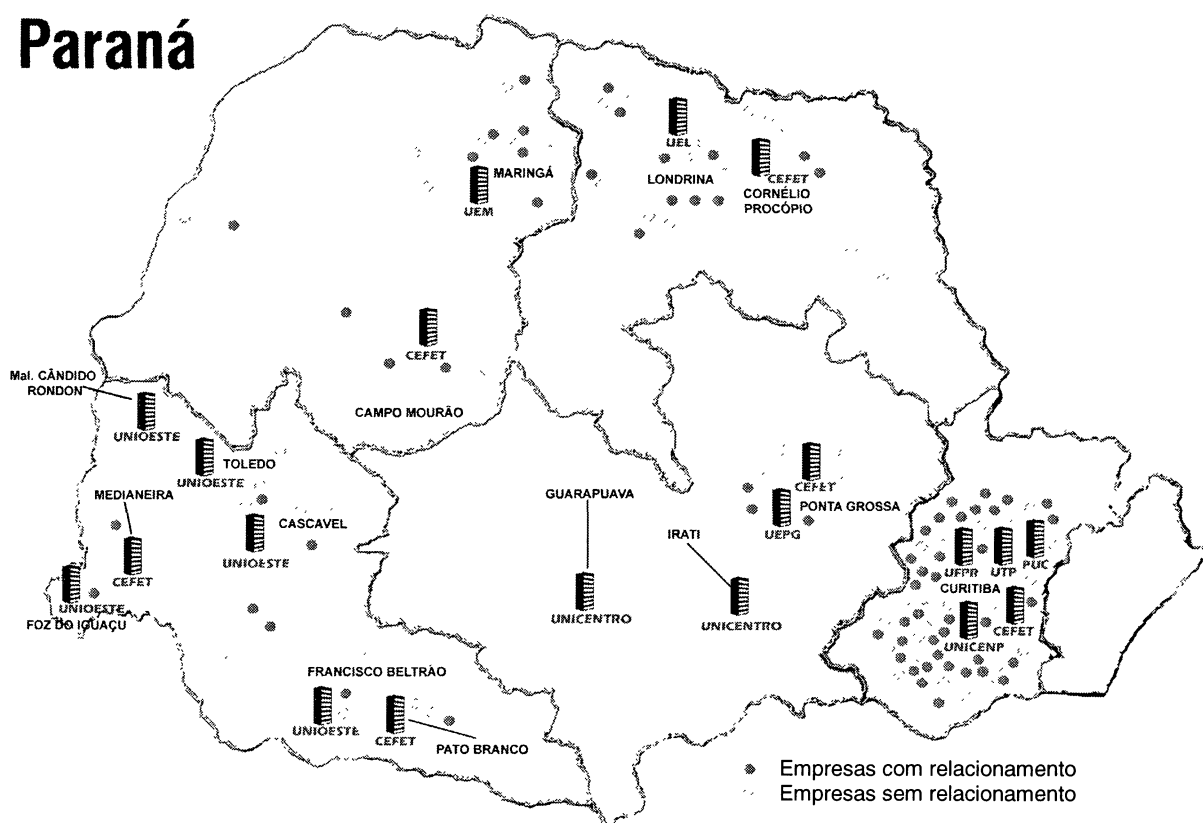 Paraná
UEL
LONDRINA
CEFET
CORNÉLIO
PROCÓPIO
MARINGÁ
UEM
CEFET
CAMPO MOURÃO
Mal. CÂNDIDO
RONDON
UNIOESTE
TOLEDO
UNIOESTE
MEDIANEIRA
CEFET
CASCAVEL
UNIOESTE
UNIOESTE
FOZ DO IGUAÇU
GUARAPUAVA
UNICENTRO
IRATI
UNICENTRO
CEFET
PONTA GROSSA
UEPG
UFPR
UTP
PUC
CURITIBA
UNICENP
CEFET
FRANCISCO BELTRÃO
UNIOESTE
CEFET
PATO BRANCO
Empresas com relacionamento
Empresas sem relacionamento